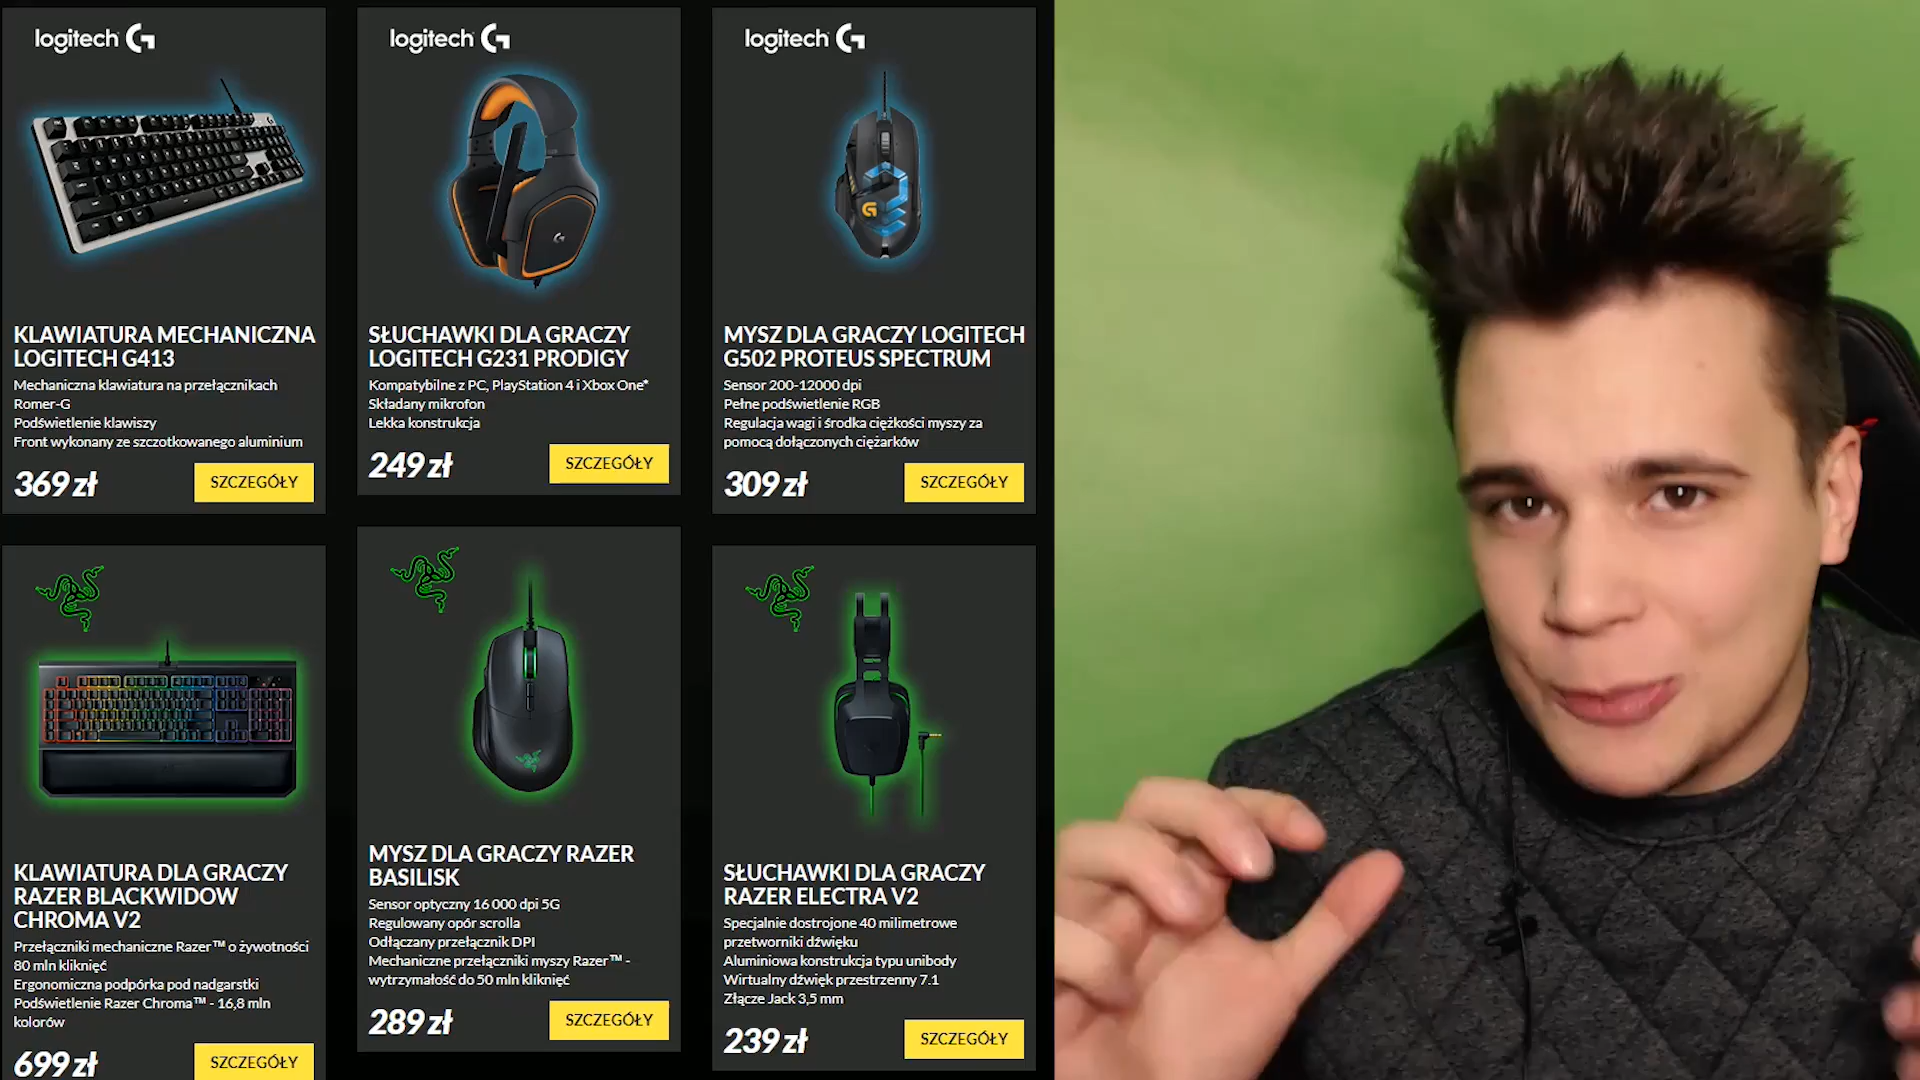 logitech G
KLAWIATURA MECHANICZNA
LOGITECH G413
Mechaniczna klawiatura na przełącznikach
Romer-G
Podświetlenie klawiszy
Front wykonany ze szczotkowanego aluminium
369 zł
SZCZEGÓŁY
logitech G
SŁUCHAWKI DLA GRACZY
LOGITECH G231 PRODIGY
Kompatybilne z PC, PlayStation 4 i Xbox One*
Składany mikrofon
Lekka konstrukcja
249 zł
SZCZEGÓŁY
logitech G
MYSZ DLA GRACZY LOGITECH
G502 PROTEUS SPECTRUM
Sensor 200-12000 dpi
Pełne podświetlenie RGB
Regulacja wagi i środka ciężkości myszy za
pomocą dołączonych ciężarków
309 zł
SZCZEGÓŁY
KLAWIATURA DLA GRACZY
RAZER BLACKWIDOW
CHROMA V2
Przełączniki mechaniczne Razer™ o żywotności
80 mln kliknięć
Ergonomiczna podpórka pod nadgarstki
Podświetlenie Razer Chroma™ - 16,8 mln
kolorów
699 zł
SZCZEGÓŁY
MYSZ DLA GRACZY RAZER
BASILISK
Sensor optyczny 16 000 dpi 5G
Regulowany opór scrolla
Odłączany przełącznik DPI
Mechaniczne przełączniki myszy Razer™ -
wytrzymałość do 50 mln kliknięć
289 zł
SZCZEGÓŁY
SŁUCHAWKI DLA GRACZY
RAZER ELECTRA V2
Specjalnie dostrojone 40 milimetrowe
przetworniki dźwięku
Aluminiowa konstrukcja typu unibody
Wirtualny dźwięk przestrzenny 7.1
Złącze Jack 3,5 mm
239 zł
SZCZEGÓŁY